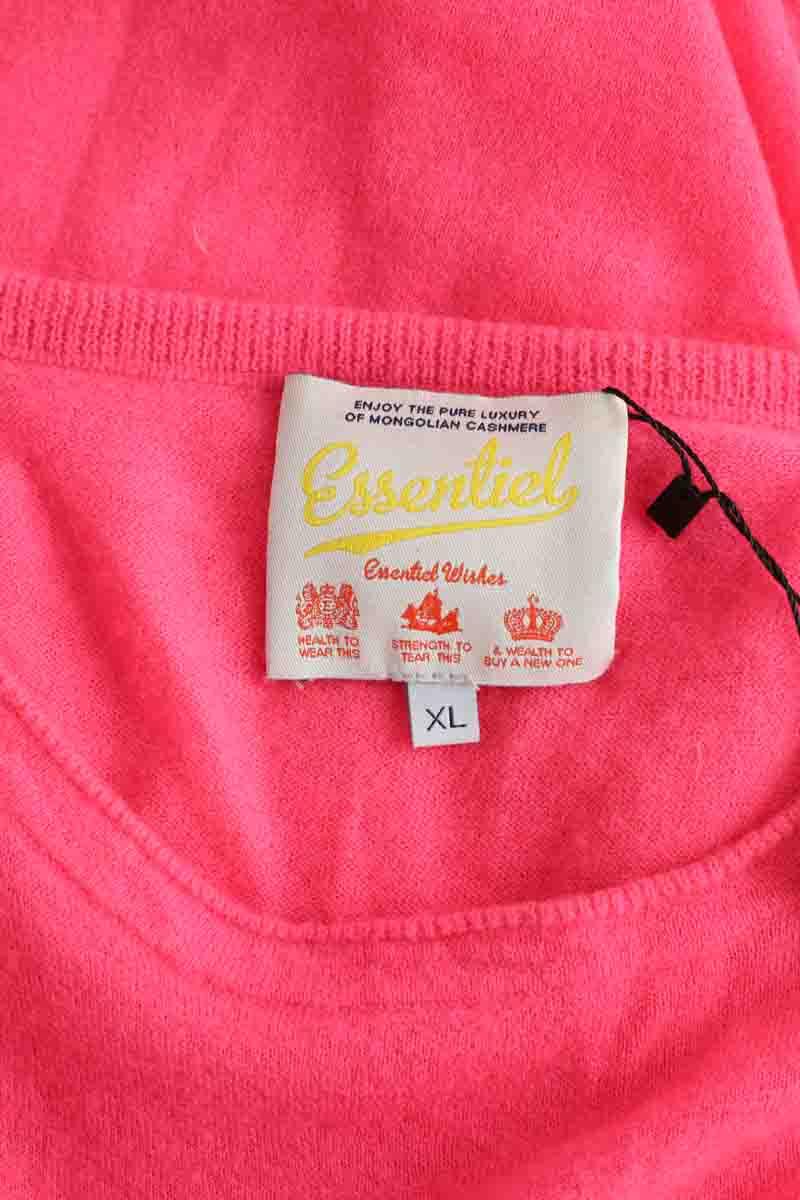 ENJOY THE PURE LUXURY
OF MONGOLIAN CASHMERE
Essentiel
Essentiel Wishes
HEALTH TO
WEAR THIS
STRENGTH TO
TEAR THIS
& WEALTH TO
BUY A NEW ONE
XL